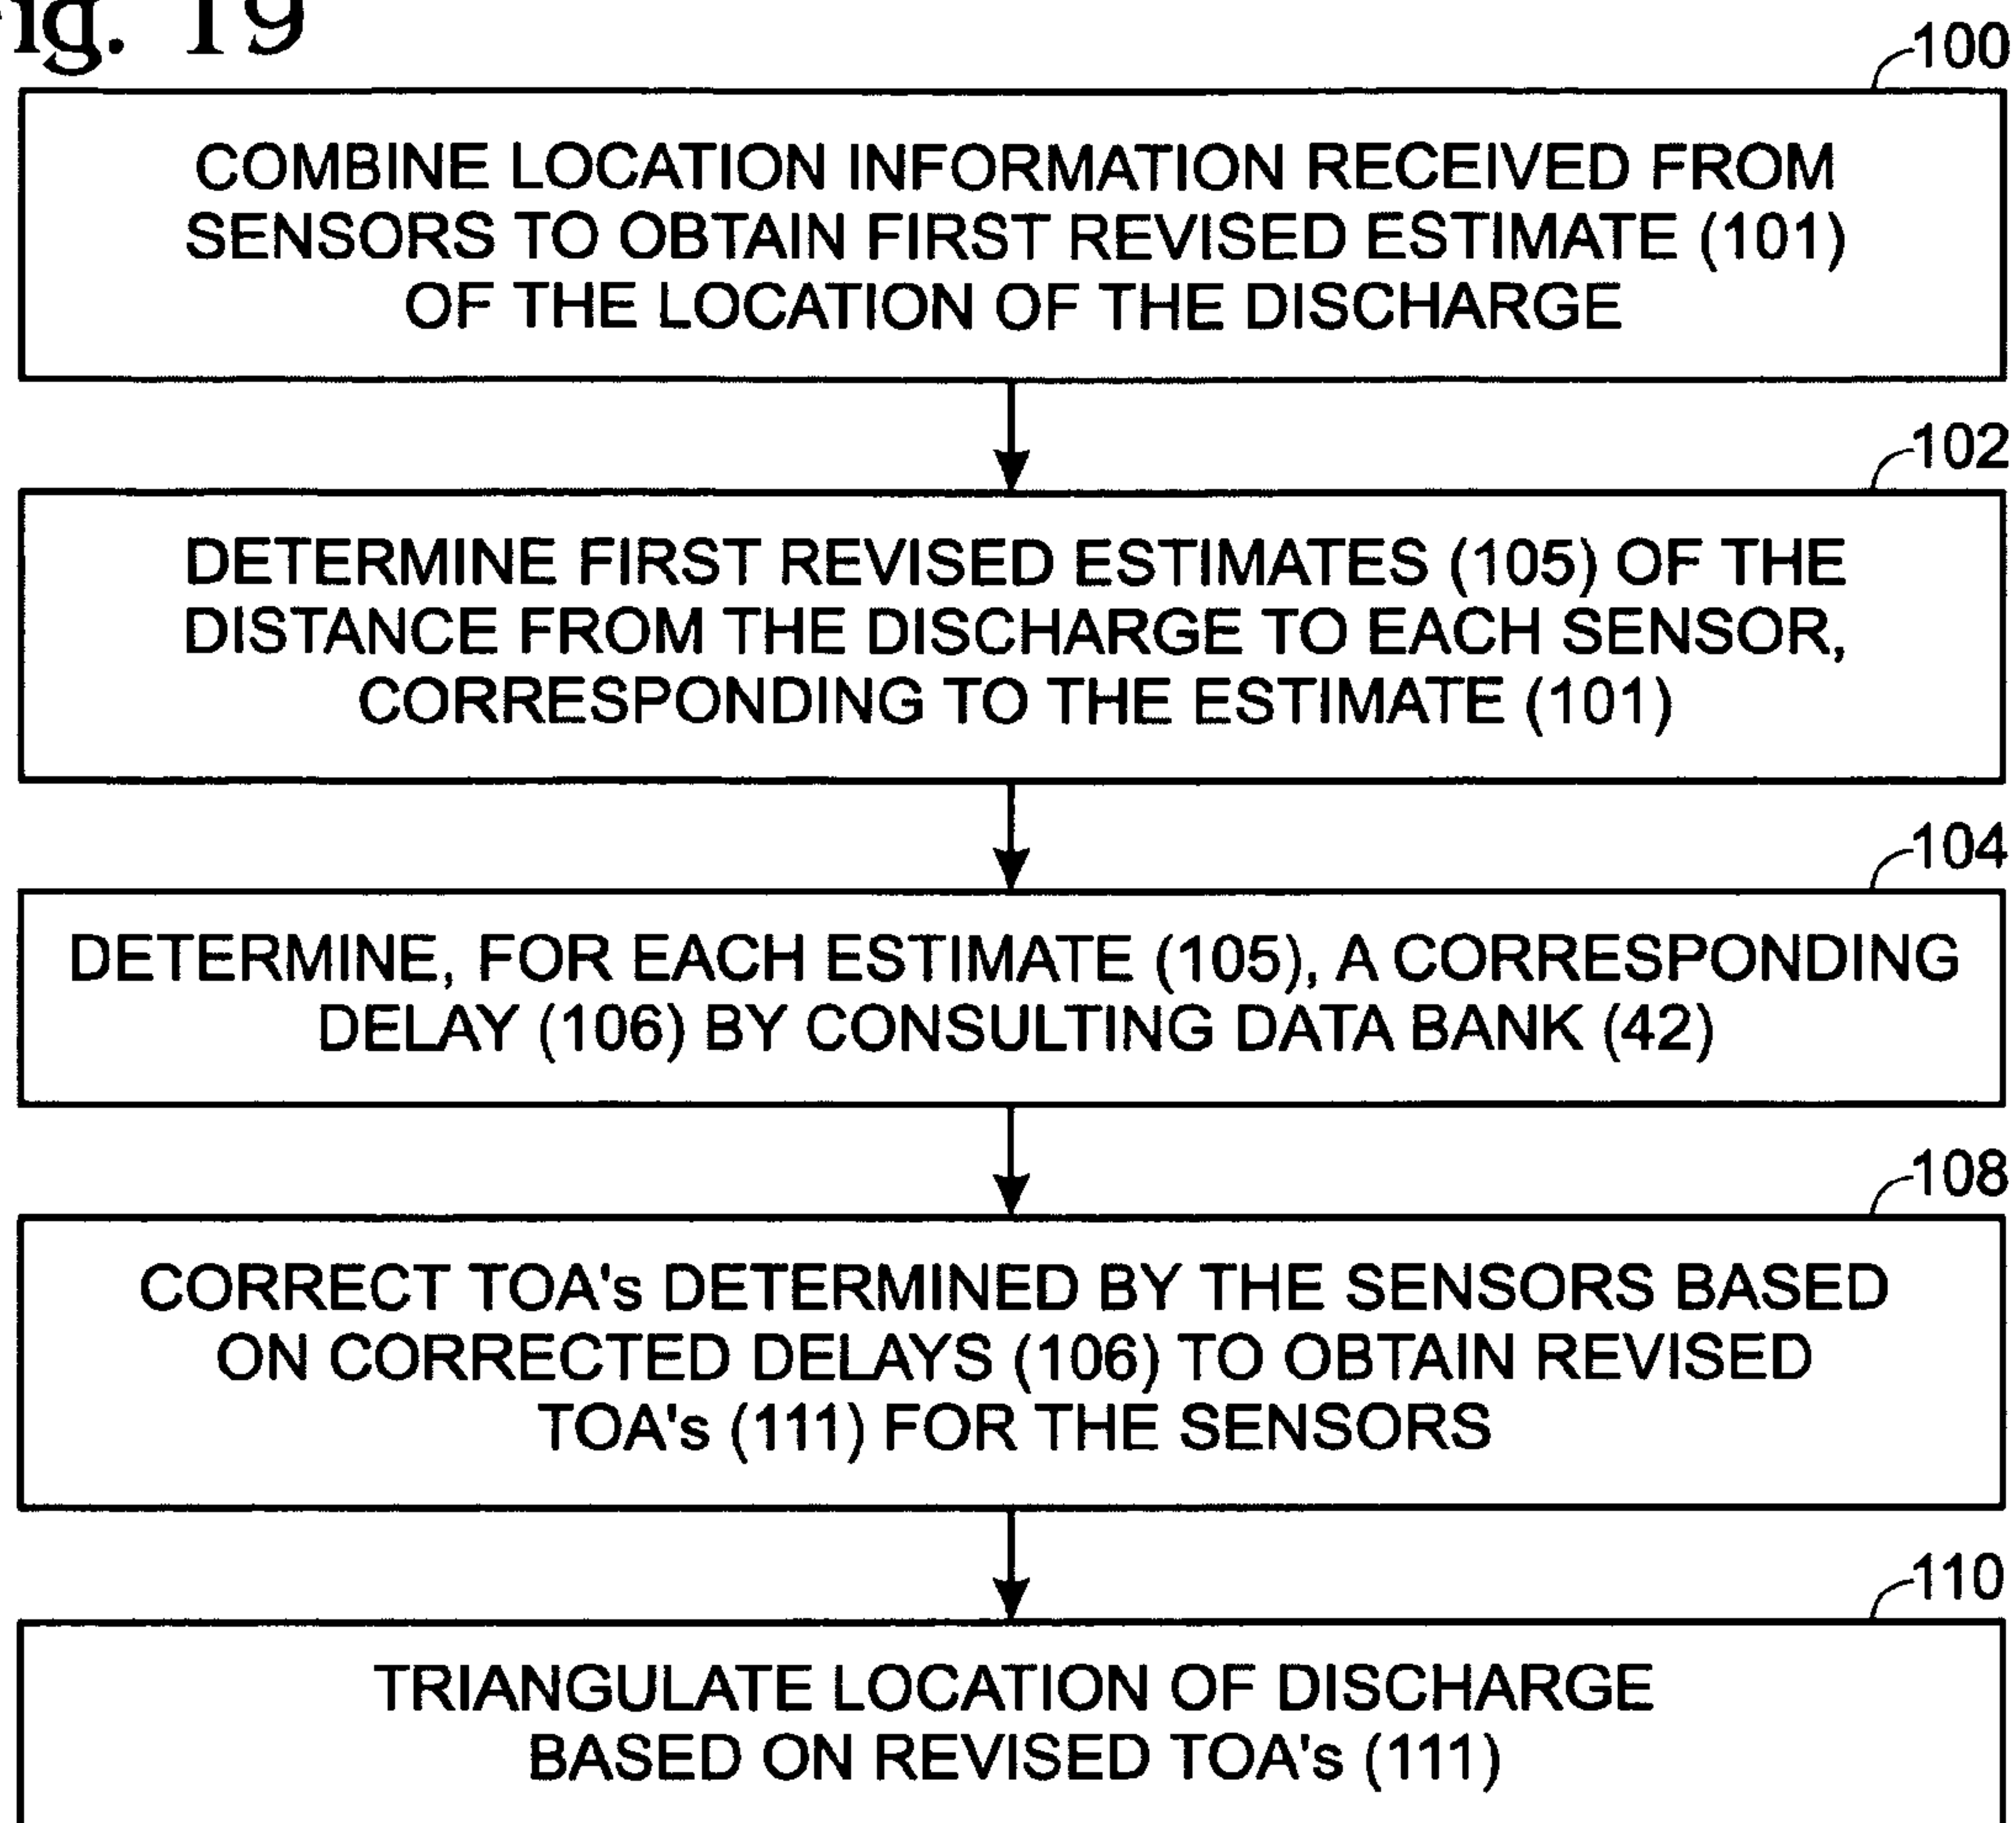 Fig. 19
100
COMBINE LOCATION INFORMATION RECEIVED FROM
SENSORS TO OBTAIN FIRST REVISED ESTIMATE (101)
OF THE LOCATION OF THE DISCHARGE
102
DETERMINE FIRST REVISED ESTIMATES (105) OF THE
DISTANCE FROM THE DISCHARGE TO EACH SENSOR,
CORRESPONDING TO THE ESTIMATE (101)
104
DETERMINE, FOR EACH ESTIMATE (105), A CORRESPONDING
DELAY (106) BY CONSULTING DATA BANK (42)
108
CORRECT TOA's DETERMINED BY THE SENSORS BASED
ON CORRECTED DELAYS (106) TO OBTAIN REVISED
TOA's (111) FOR THE SENSORS
110
TRIANGULATE LOCATION OF DISCHARGE
BASED ON REVISED TOA's (111)